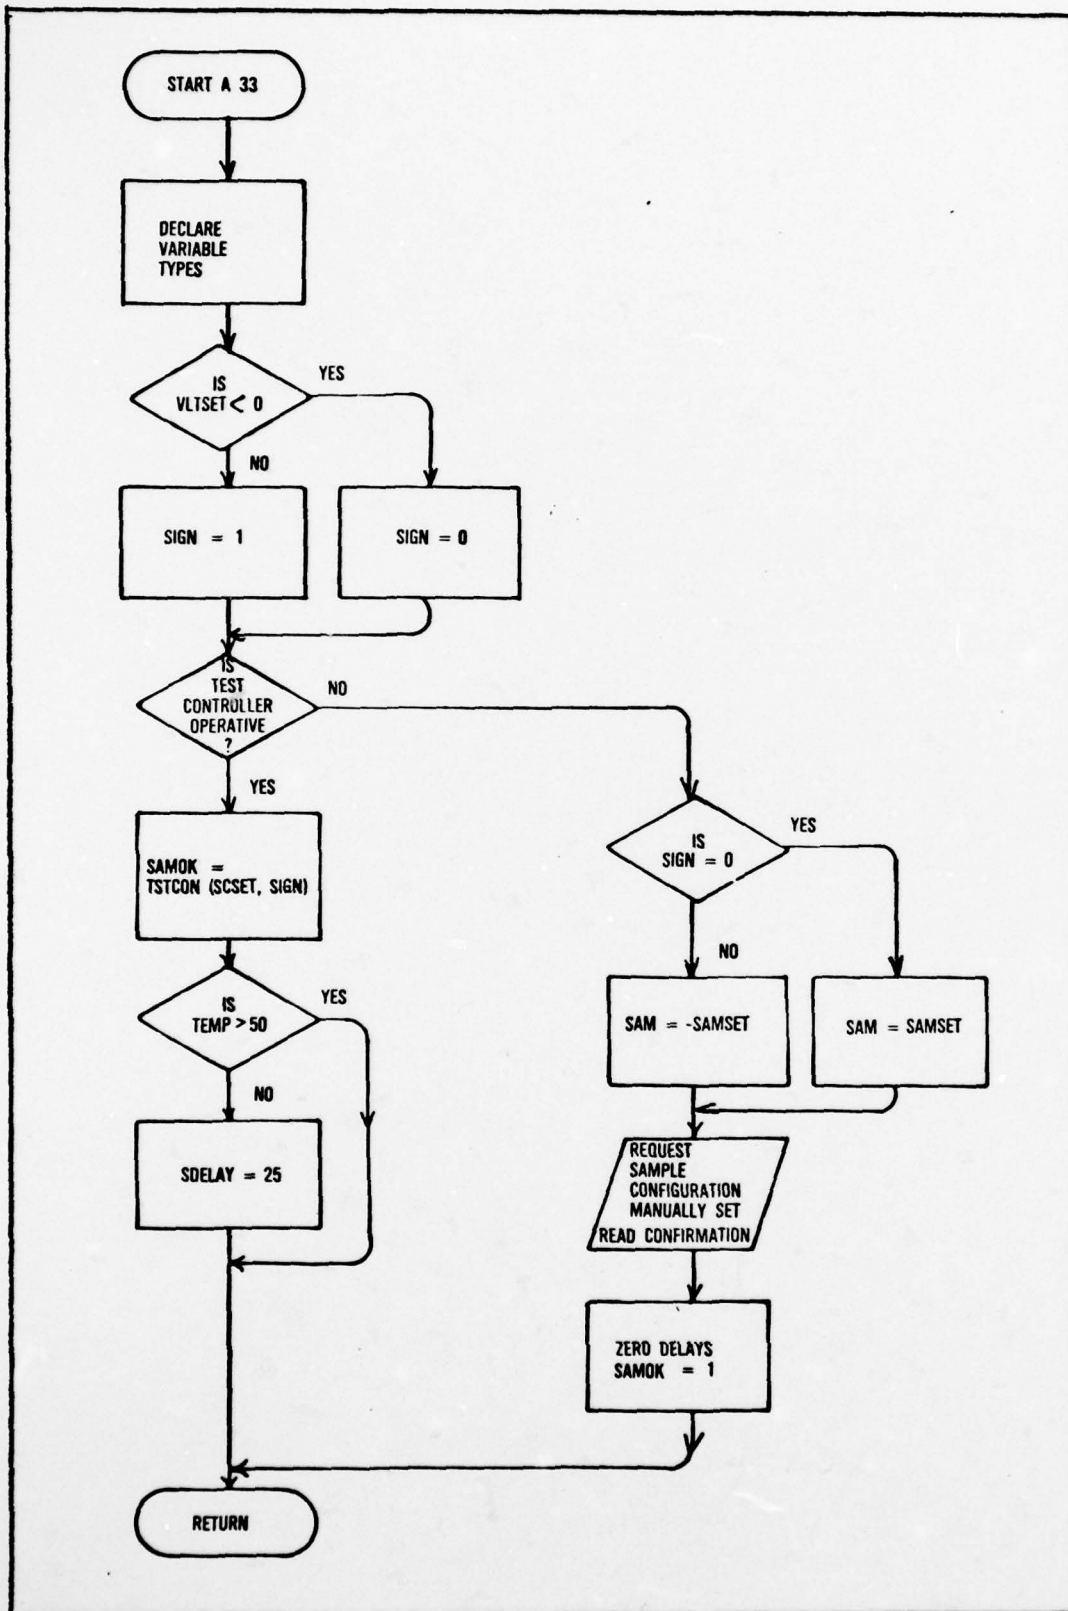 START A 33
DECLARE
VARIABLE
TYPES
IS
VLTSET < 0
YES
NO
SIGN = 1
SIGN = 0
IS
TEST
CONTROLLER
OPERATIVE
?
NO
YES
SAMOK =
TSTCON (SCSET, SIGN)
IS
TEMP > 50
YES
NO
SDELAY = 25
IS
SIGN = 0
YES
NO
SAM = -SAMSET
SAM = SAMSET
REQUEST
SAMPLE
CONFIGURATION
MANUALLY SET
READ CONFIRMATION
ZERO DELAYS
SAMOK = 1
RETURN